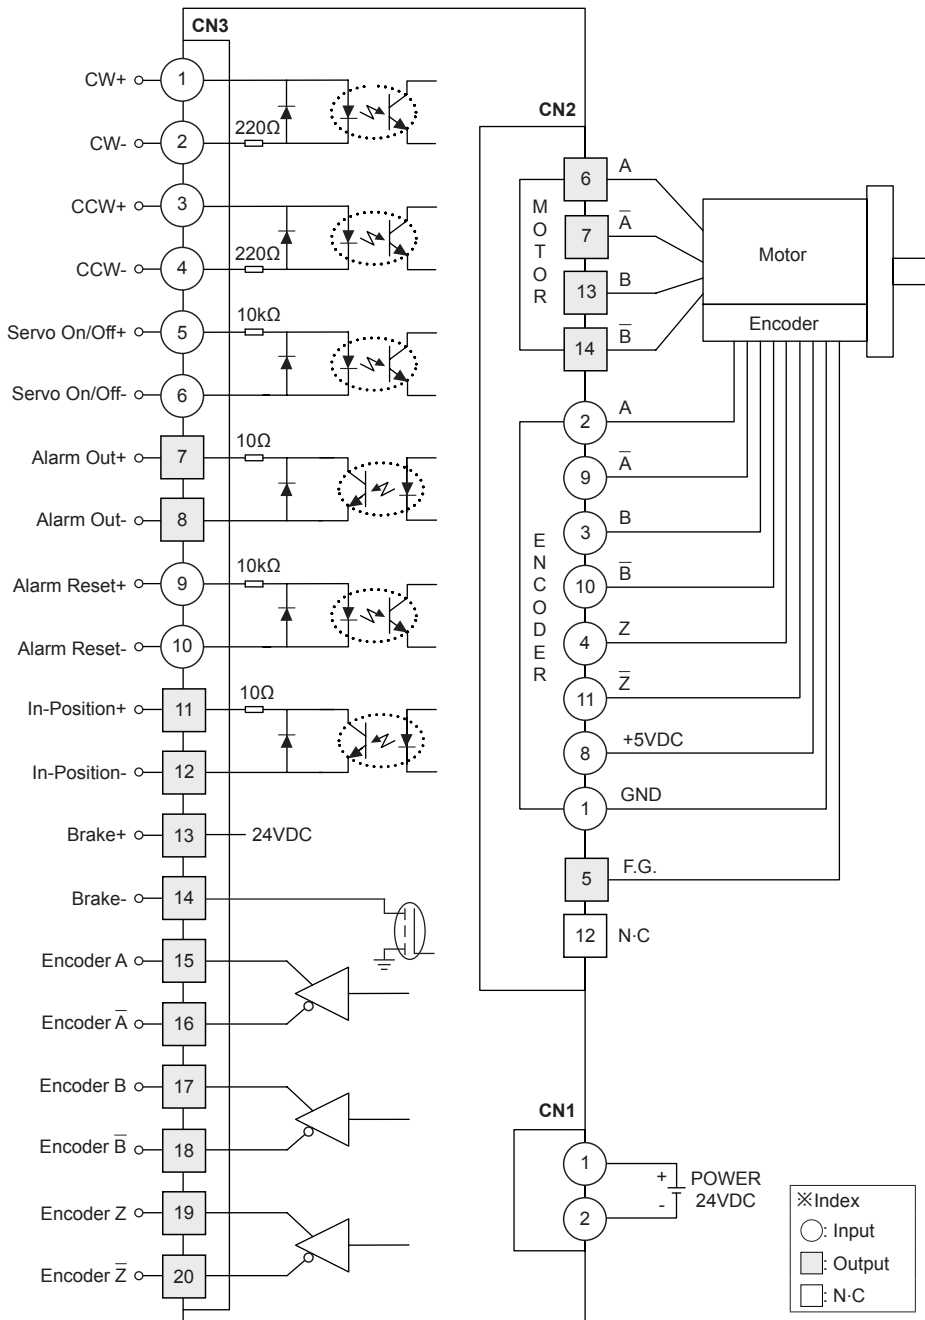 CN3
CW+ 1
220Ω
CW- 2
CCW+ 3
220Ω
CCW- 4
10kΩ
Servo On/Off+ 5
Servo On/Off- 6
10Ω
Alarm Out+ 7
Alarm Out- 8
10kΩ
Alarm Reset+ 9
Alarm Reset- 10
10Ω
In-Position+ 11
In-Position- 12
Brake+ 13 24VDC
Brake- 14
Encoder A 15
Encoder A̅ 16
Encoder B 17
Encoder B̅ 18
Encoder Z 19
Encoder Z̅ 20
CN2
MOTOR
6 A
7 A̅
13 B
14 B̅
Motor
Encoder
ENCODER
2 A
9 A̅
3 B
10 B̅
4 Z
11 Z̅
8 +5VDC
1 GND
5 F.G.
12 N·C
CN1
1
2
+
-
POWER
24VDC
※Index
: Input
: Output
: N·C